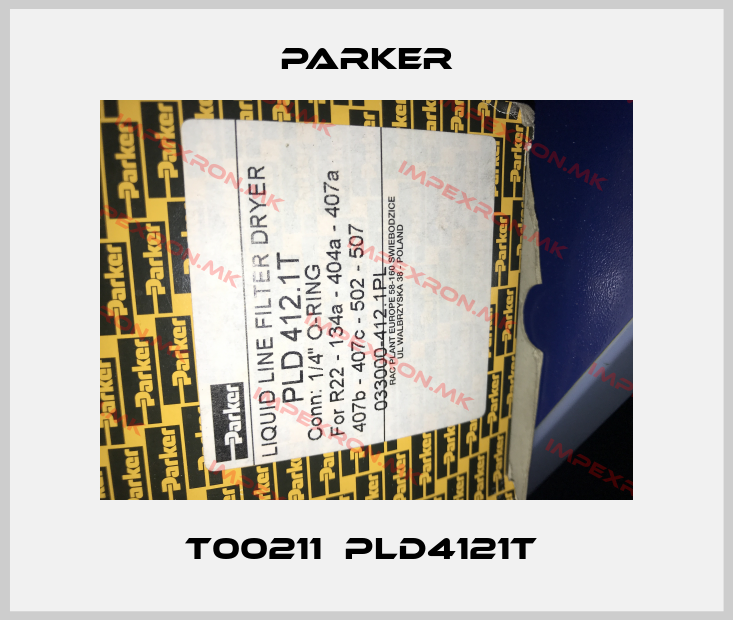 PARKER
Parker
LIQUID LINE FILTER DRYER
PLD 412.1T
Conn: 1/4" O-RING
For R22 - 134a - 404a - 407a
407b - 407c - 502 - 507
033000-412.1PL
RAC PLANT EUROPE 58-160 SWIEBODZICE
UL WALBRZYSKA 38 - POLAND
IMPEXRON.MK
T00211 PLD4121T